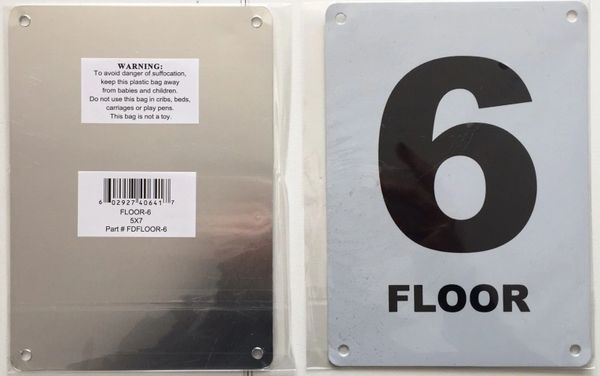 WARNING:
To avoid danger of suffocation,
keep this plastic bag away
from babies and children.
Do not use this bag in cribs, beds,
carriages or play pens.
This bag is not a toy.
6 02927 40641 7
FLOOR-6
5X7
Part # FDFLOOR-6
6
FLOOR